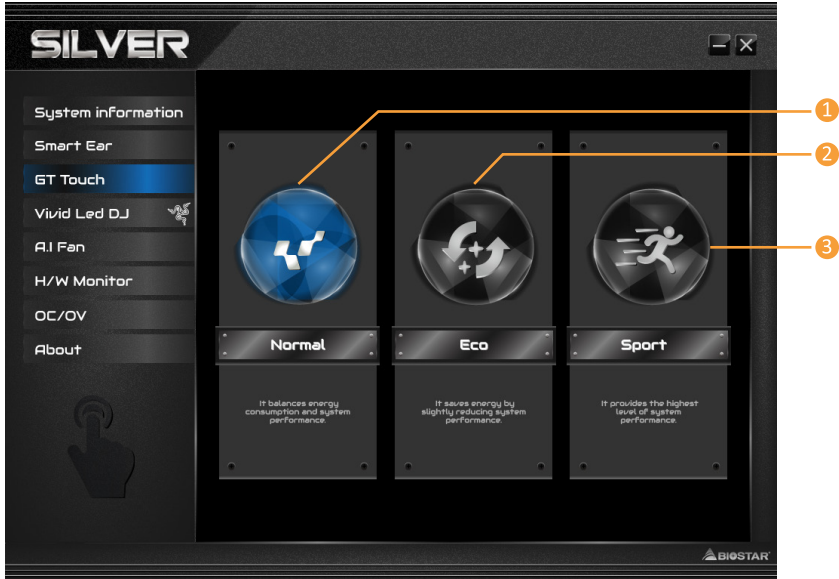 SILVER
System information
Smart Ear
GT Touch
Vivid Led DJ
A.I Fan
H/W Monitor
OC/OV
About
1
2
3
Normal
Eco
Sport
It balances energy
consumption and system
performance.
It saves energy by
slightly reducing system
performance.
It provides the highest
level of system
performance.
BIOSTAR